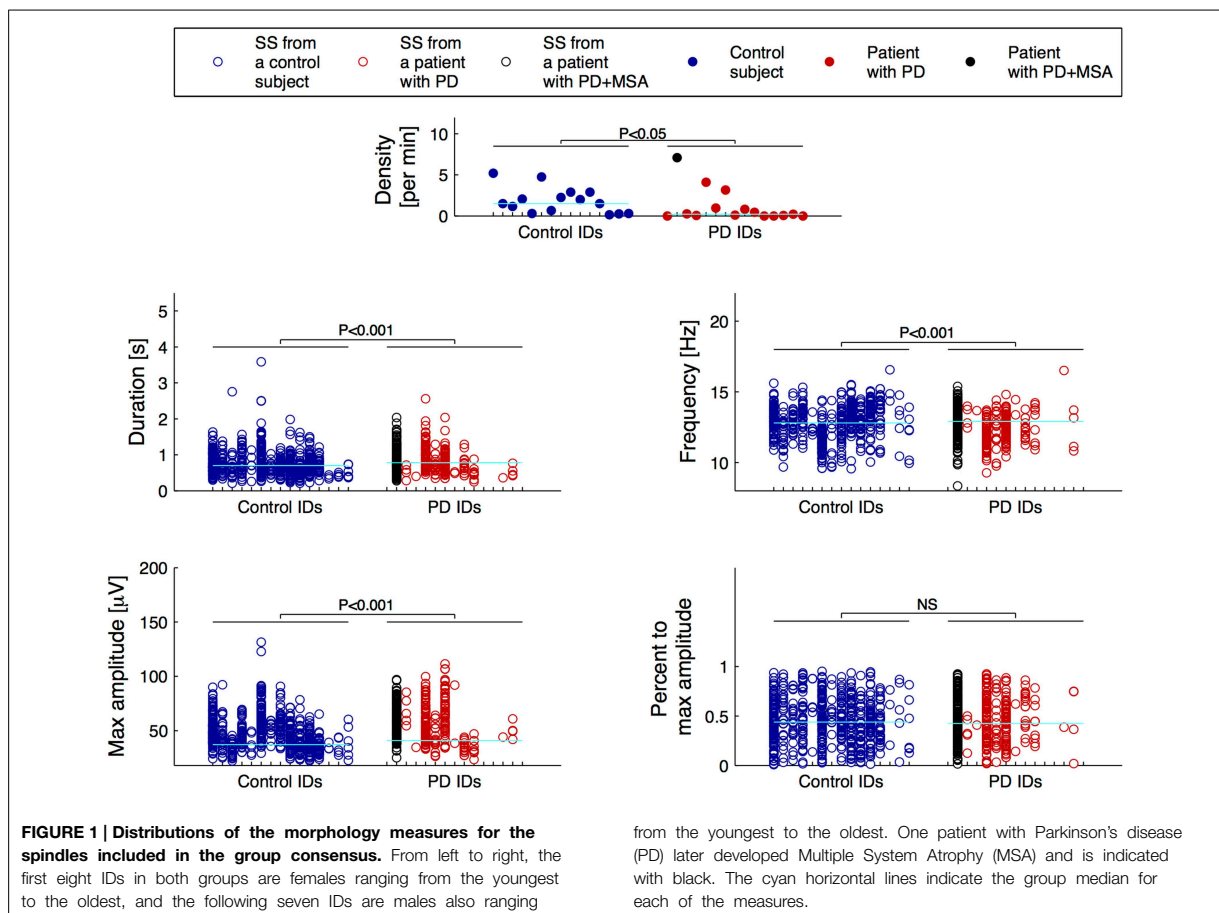 SS from
a control
subject
SS from
a patient
with PD
SS from
a patient
with PD+MSA
Control
subject
Patient
with PD
Patient
with PD+MSA
Density
[per min]
10
5
0
P<0.05
Control IDs
PD IDs
Duration [s]
5
4
3
2
1
0
P<0.001
Control IDs
PD IDs
Frequency [Hz]
20
15
10
P<0.001
Control IDs
PD IDs
Max amplitude [µV]
200
150
100
50
P<0.001
Control IDs
PD IDs
Percent to
max amplitude
1
0.5
0
NS
Control IDs
PD IDs
FIGURE 1 | Distributions of the morphology measures for the
spindles included in the group consensus. From left to right, the
first eight IDs in both groups are females ranging from the youngest
to the oldest, and the following seven IDs are males also ranging
from the youngest to the oldest. One patient with Parkinson's disease
(PD) later developed Multiple System Atrophy (MSA) and is indicated
with black. The cyan horizontal lines indicate the group median for
each of the measures.